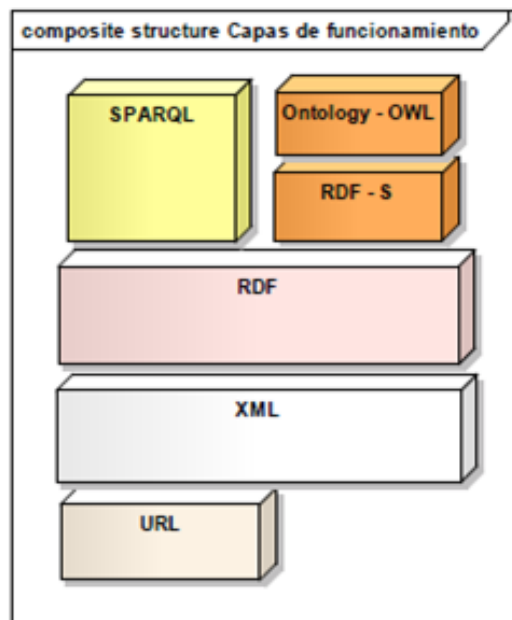 composite structure Capas de funcionamiento
SPARQL
Ontology - OWL
RDF - S
RDF
XML
URL